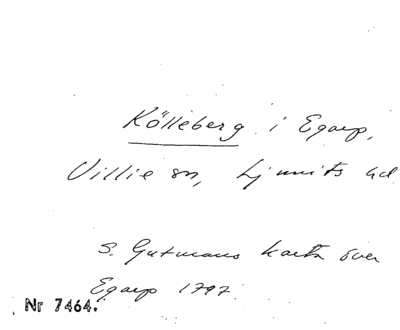 Kölleberg i Egarp,
Villie sn, Ljunits hd
S. Gutmans karta över
Egarp 1797.
Nr 7464.